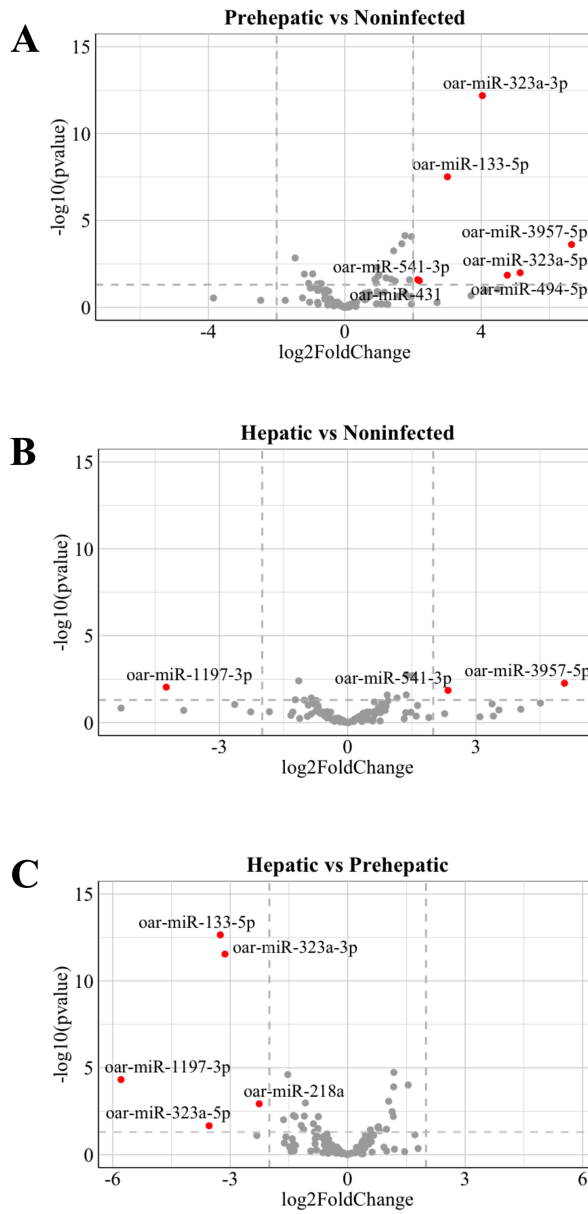 A
Prehepatic vs Noninfected
15
oar-miR-323a-3p
10
oar-miR-133-5p
-log10(pvalue)
5
oar-miR-3957-5p
oar-miR-541-3p
oar-miR-323a-5p
oar-miR-431
oar-miR-494-5p
0
-4
0
4
log2FoldChange
B
Hepatic vs Noninfected
15
10
-log10(pvalue)
5
oar-miR-1197-3p
oar-miR-541-3p
oar-miR-3957-5p
0
-3
0
3
log2FoldChange
C
Hepatic vs Prehepatic
15
oar-miR-133-5p
oar-miR-323a-3p
10
-log10(pvalue)
5
oar-miR-1197-3p
oar-miR-218a
oar-miR-323a-5p
0
-6
-3
0
3
6
log2FoldChange